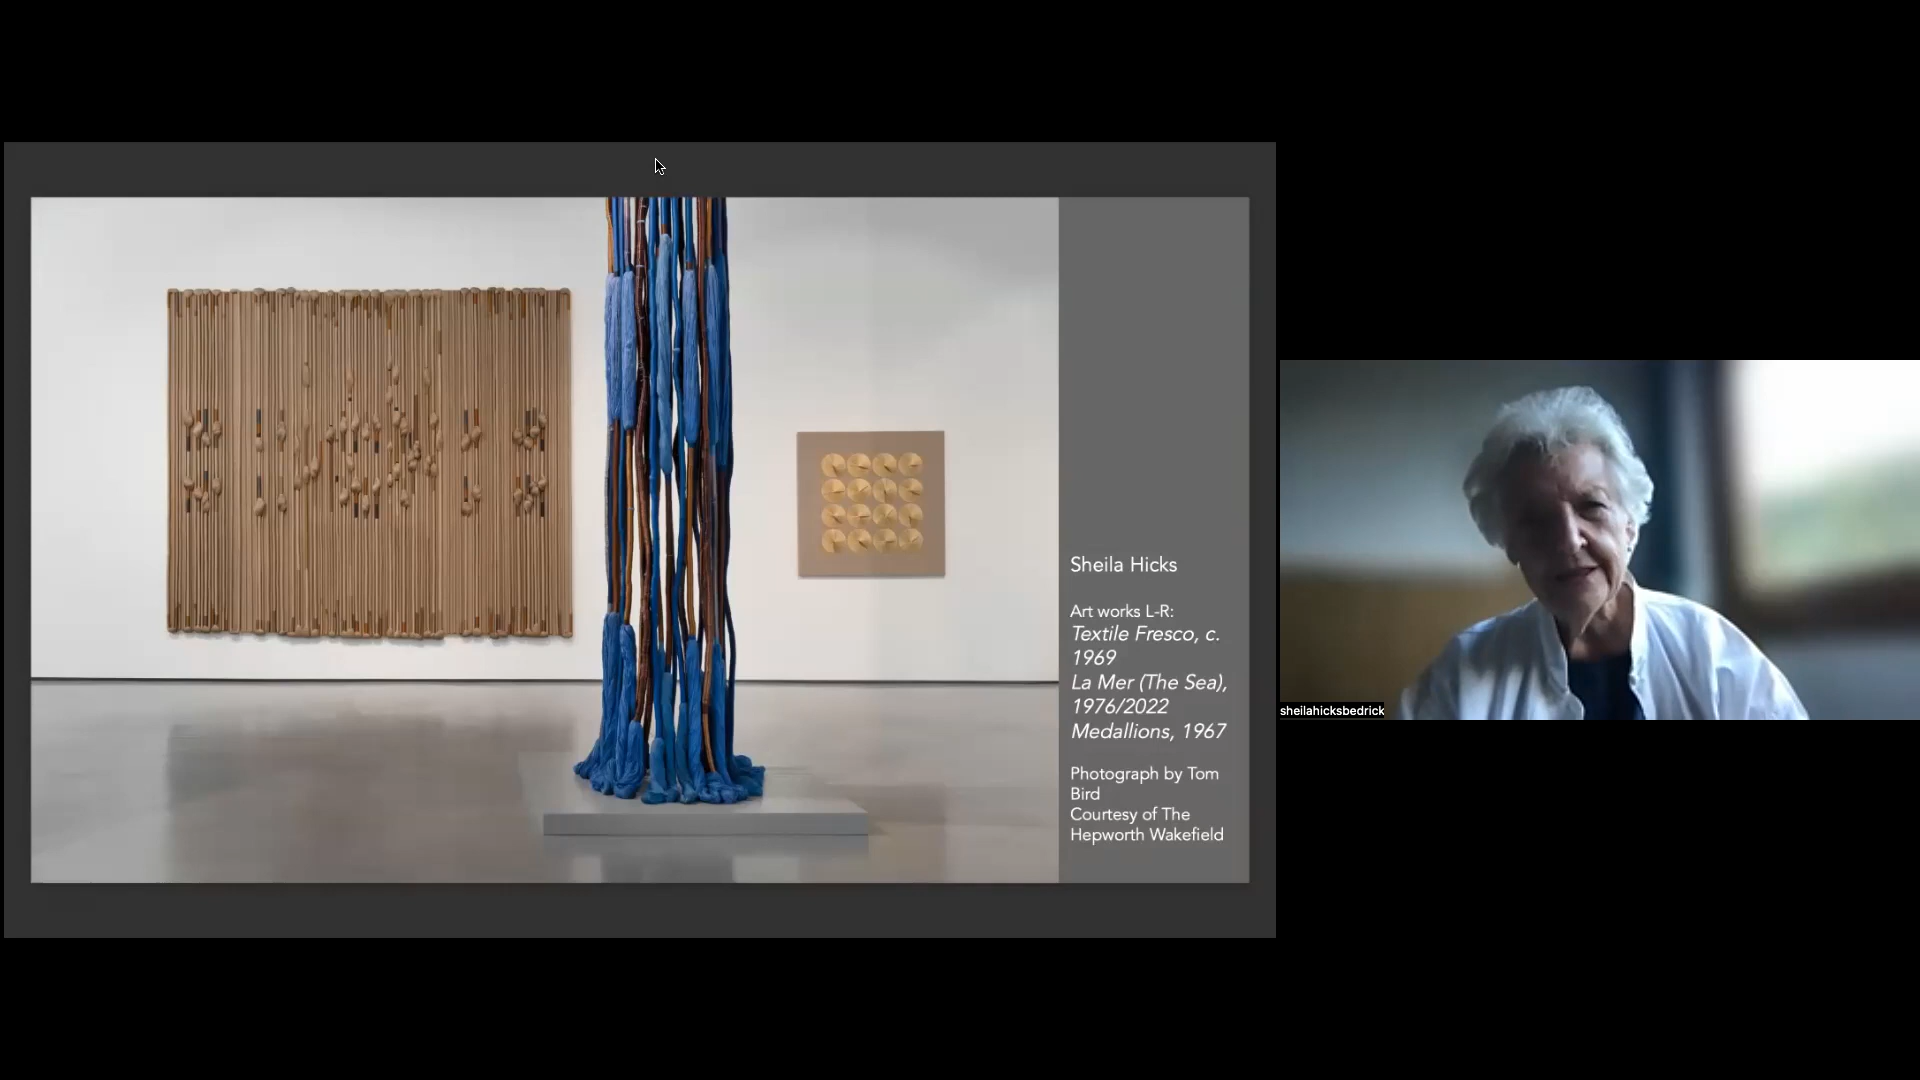 Sheila Hicks
Art works L-R:
Textile Fresco, c.
1969
La Mer (The Sea),
1976/2022
Medallions, 1967
Photograph by Tom
Bird
Courtesy of The
Hepworth Wakefield
sheilahicksbedrick